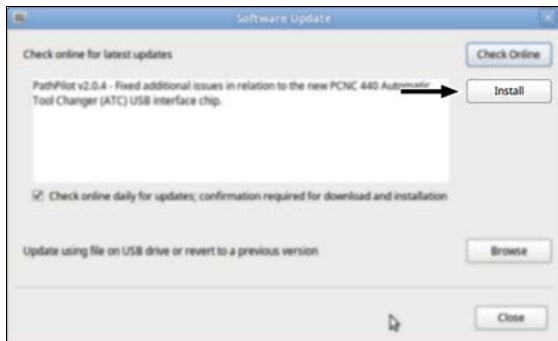 Software Update
Check online for latest updates
Check Online
PathPilot v2.0.4 - Fixed additional issues in relation to the new PCNC 440 Automatic
Tool Changer (ATC) USB interface chip.
Install
Check online daily for updates; confirmation required for download and installation
Update using file on USB drive or revert to a previous version
Browse
Close